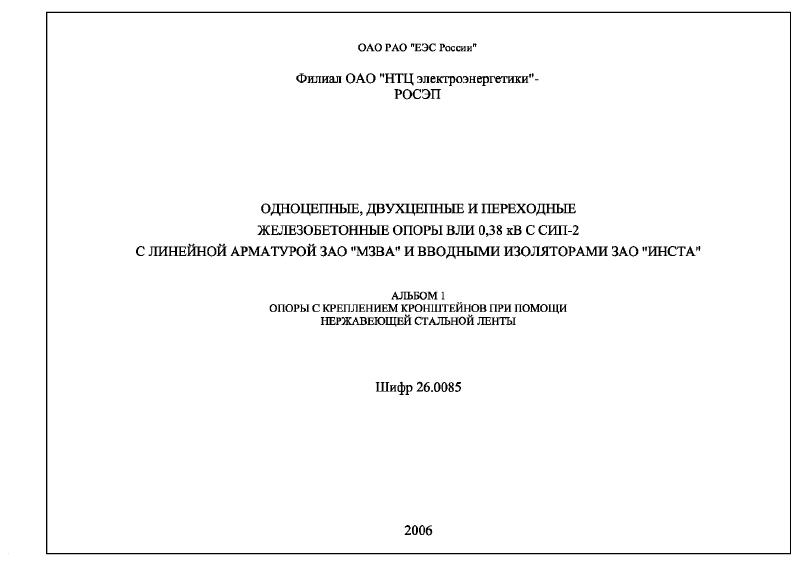 ОАО РАО "ЕЭС России"
Филиал ОАО "НТЦ электроэнергетики"-
РОСЭП
ОДНОЦЕПНЫЕ, ДВУХЦЕПНЫЕ И ПЕРЕХОДНЫЕ
ЖЕЛЕЗОБЕТОННЫЕ ОПОРЫ ВЛИ 0,38 кВ С СИП-2
С ЛИНЕЙНОЙ АРМАТУРОЙ ЗАО "МЗВА" И ВВОДНЫМИ ИЗОЛЯТОРАМИ ЗАО "ИНСТА"
АЛЬБОМ 1
ОПОРЫ С КРЕПЛЕНИЕМ КРОНШТЕЙНОВ ПРИ ПОМОЩИ
НЕРЖАВЕЮЩЕЙ СТАЛЬНОЙ ЛЕНТЫ
Шифр 26.0085
2006